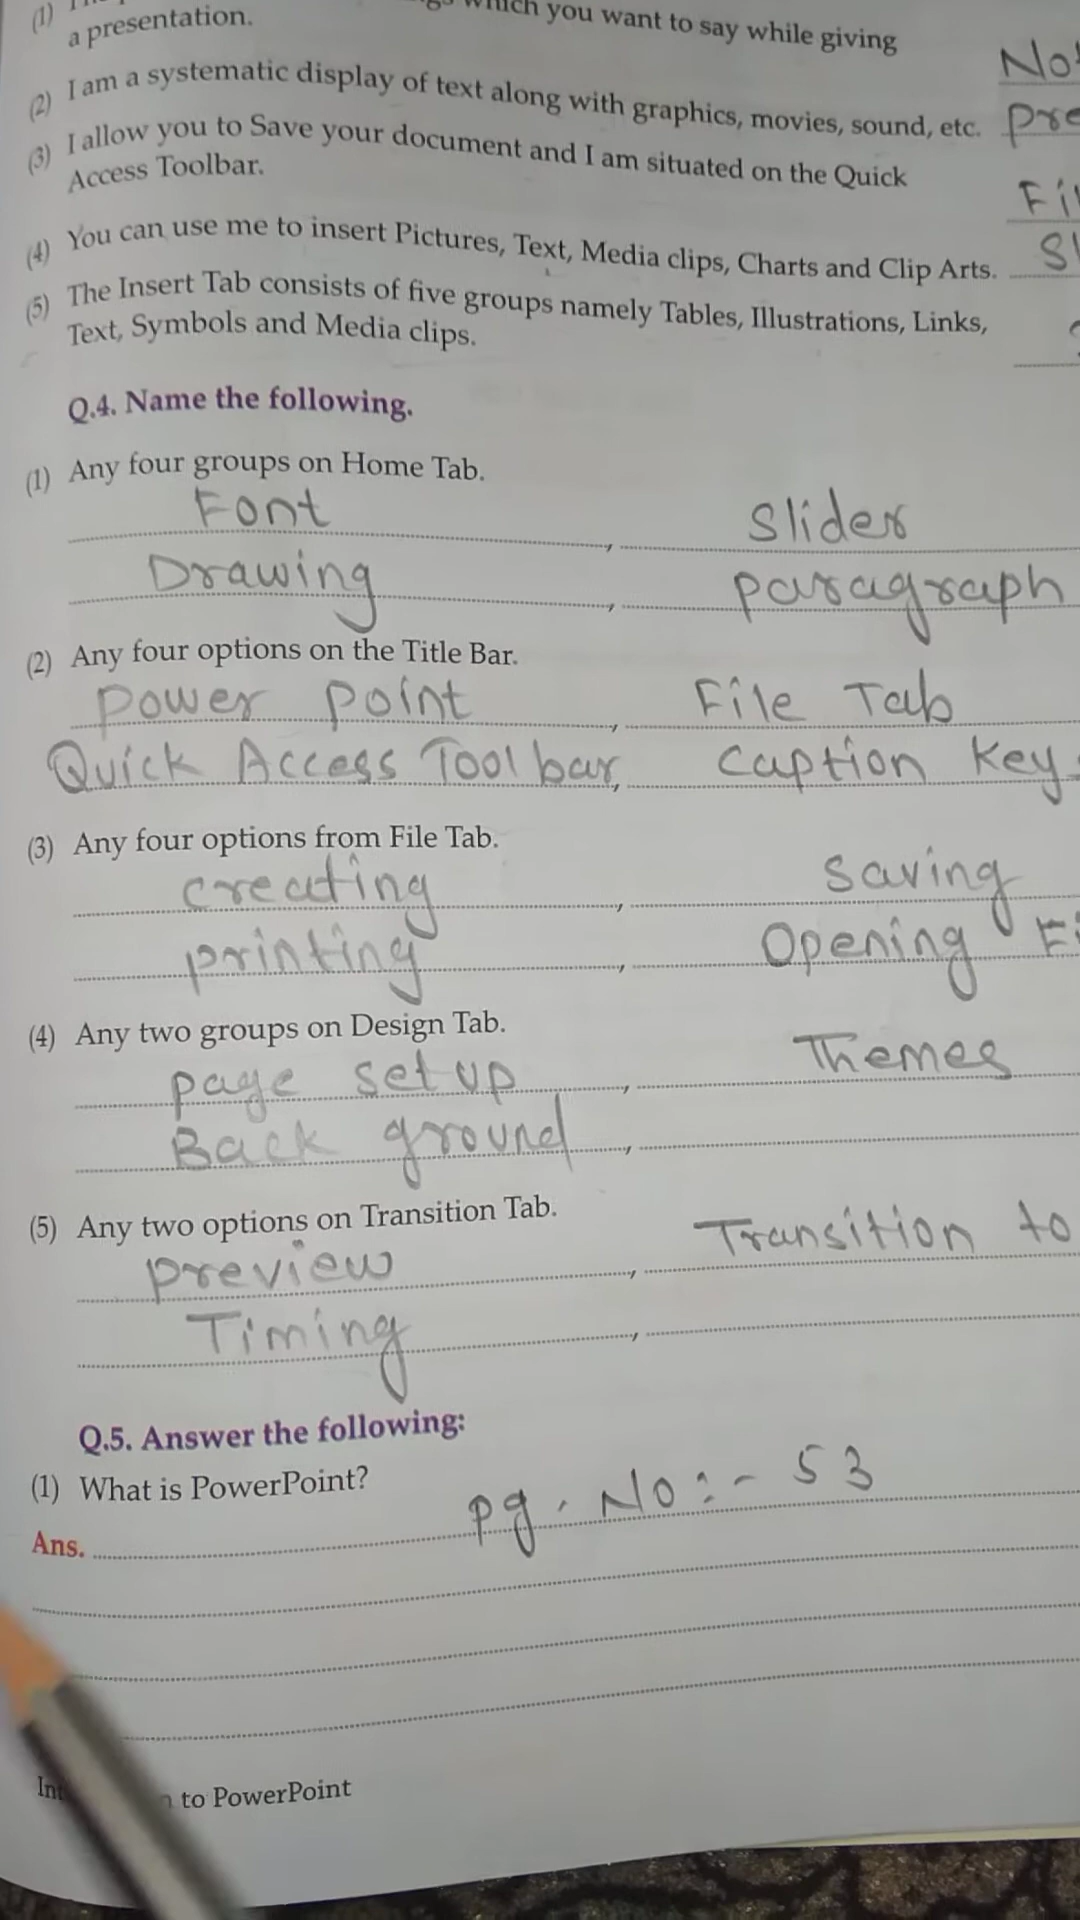 (1)
which you want to say while giving
a presentation.
(2) I am a systematic display of text along with graphics, movies, sound, etc.
(3) I allow you to Save your document and I am situated on the Quick
Access Toolbar.
(4) You can use me to insert Pictures, Text, Media clips, Charts and Clip Arts.
(5) The Insert Tab consists of five groups namely Tables, Illustrations, Links,
Text, Symbols and Media clips.
Q.4. Name the following.
(1) Any four groups on Home Tab.
Font, Slides
Drawing, paragraph
(2) Any four options on the Title Bar.
Power point, File Tab
Quick Access Toolbar, Caption key
(3) Any four options from File Tab.
creating, saving
printing, Opening
(4) Any two groups on Design Tab.
page set up, Themes
Back ground,
(5) Any two options on Transition Tab.
preview, Transition to
Timing,
Q.5. Answer the following:
(1) What is PowerPoint?
Ans. pg. No:- 53
to PowerPoint